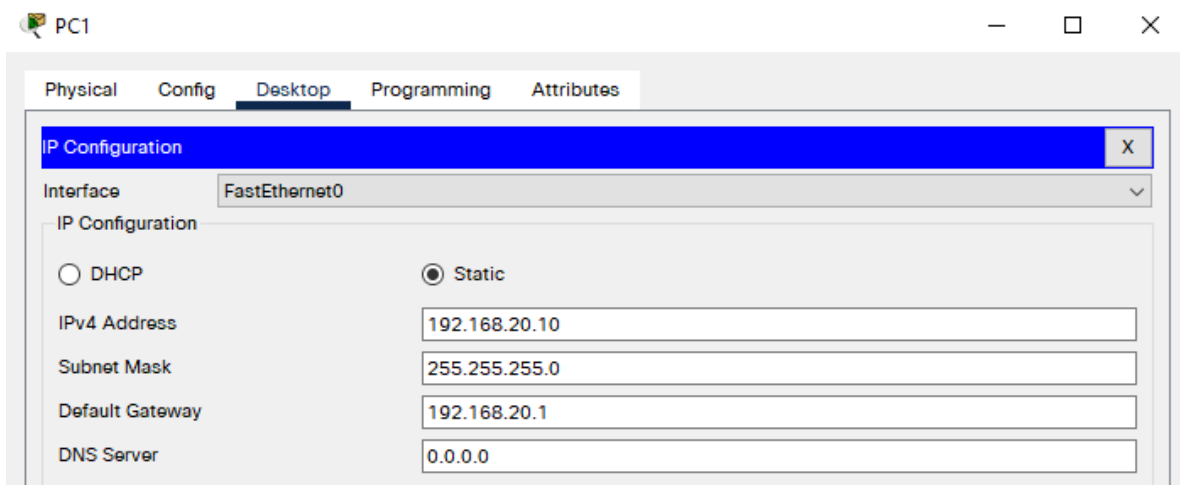 PC1
Physical Config Desktop Programming Attributes
IP Configuration X
Interface FastEthernet0
IP Configuration
DHCP Static
IPv4 Address 192.168.20.10
Subnet Mask 255.255.255.0
Default Gateway 192.168.20.1
DNS Server 0.0.0.0